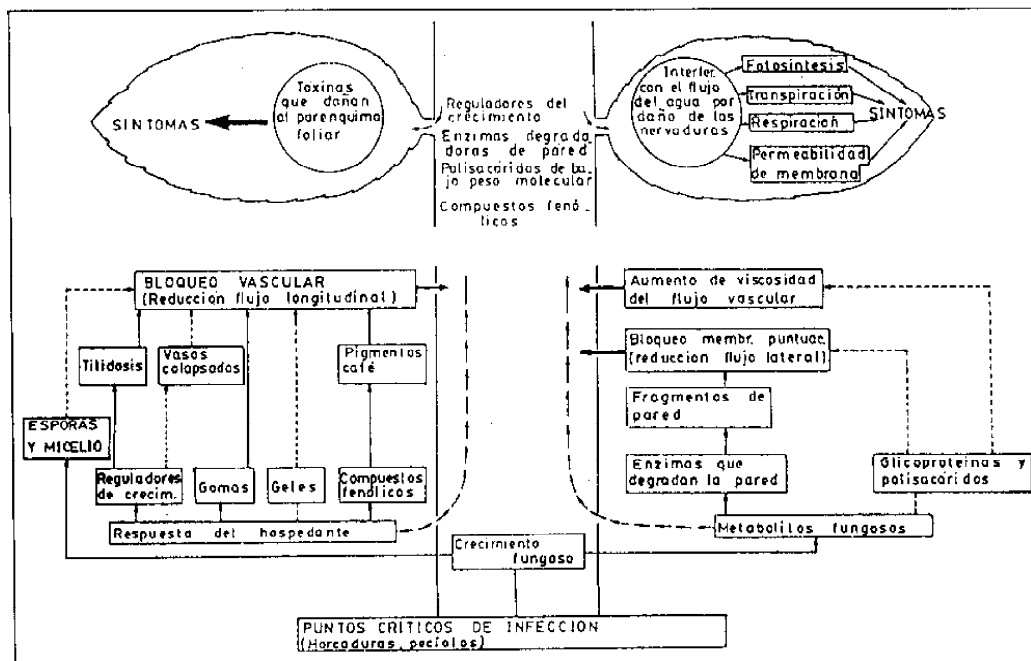 SINTOMAS
Toxinas
que dañan
al parenquima
foliar
Reguladores del
crecimiento
Enzimas degrada-
doras de pared
Polisacáridos de ba-
jo peso molecular
Compuestos fenó-
licos
Interfer.
con el flujo
del agua por
daño de las
nervaduras
Fotosíntesis
Transpiración
Respiración
Permeabilidad
de membrana
SINTOMAS
BLOQUEO VASCULAR
(Reducción flujo longitudinal)
Tilidosis
Vasos
colapsados
Pigmentos
café
ESPORAS
Y MICELIO
Reguladores
de crecim.
Gomas
Geles
Compuestos
fenólicos
Respuesta del hospedante
Aumento de viscosidad
del flujo vascular
Bloqueo membr. puntuac.
(reducción flujo lateral)
Fragmentos de
pared
Enzimas que
degradan la pared
Glicoproteínas y
polisacáridos
Metabolitos fungosos
Crecimiento
fungoso
PUNTOS CRITICOS DE INFECCION
(Horcaduras, pecíolos)